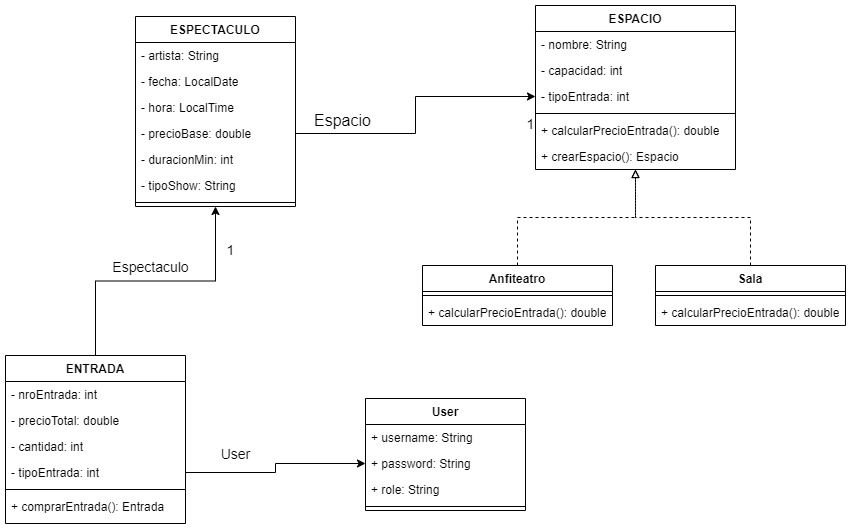 ESPECTACULO
- artista: String
- fecha: LocalDate
- hora: LocalTime
- precioBase: double
- duracionMin: int
- tipoShow: String
Espacio
1
ESPACIO
- nombre: String
- capacidad: int
- tipoEntrada: int
+ calcularPrecioEntrada(): double
+ crearEspacio(): Espacio
Anfiteatro
+ calcularPrecioEntrada(): double
Sala
+ calcularPrecioEntrada(): double
Espectaculo
1
ENTRADA
- nroEntrada: int
- precioTotal: double
- cantidad: int
- tipoEntrada: int
+ comprarEntrada(): Entrada
User
User
+ username: String
+ password: String
+ role: String